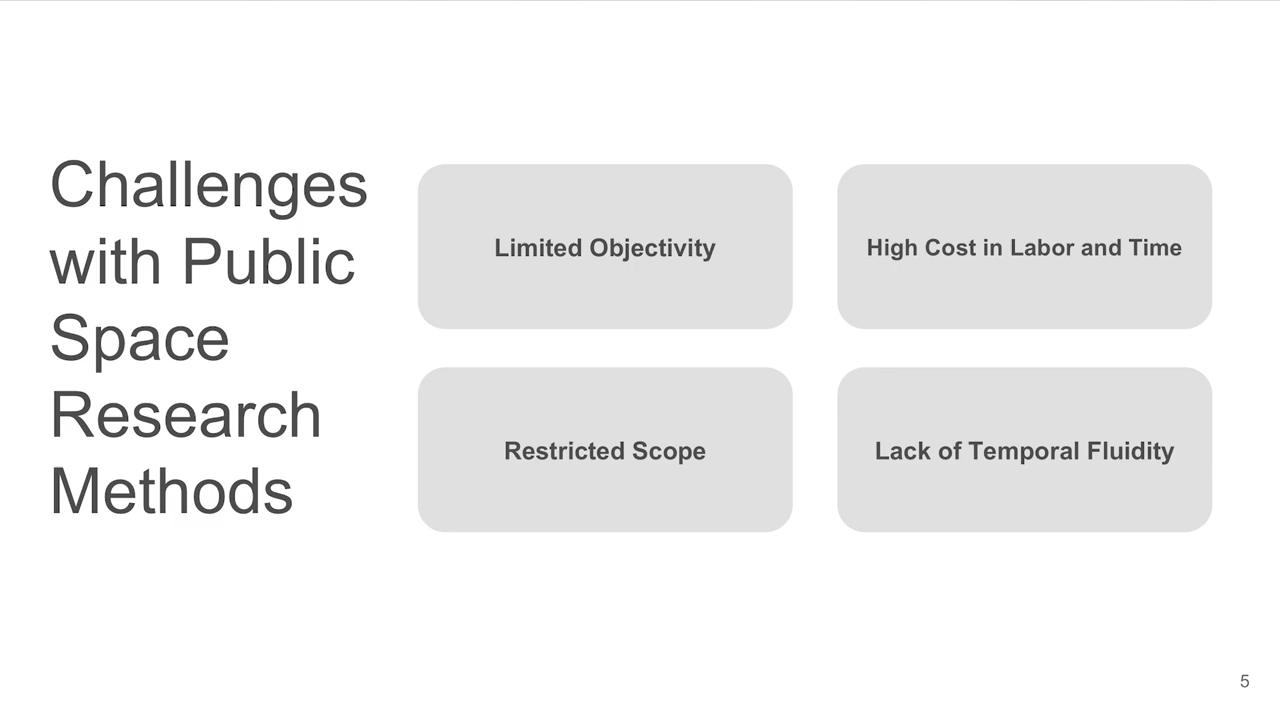 Challenges
with Public
Space
Research
Methods
Limited Objectivity
High Cost in Labor and Time
Restricted Scope
Lack of Temporal Fluidity
5